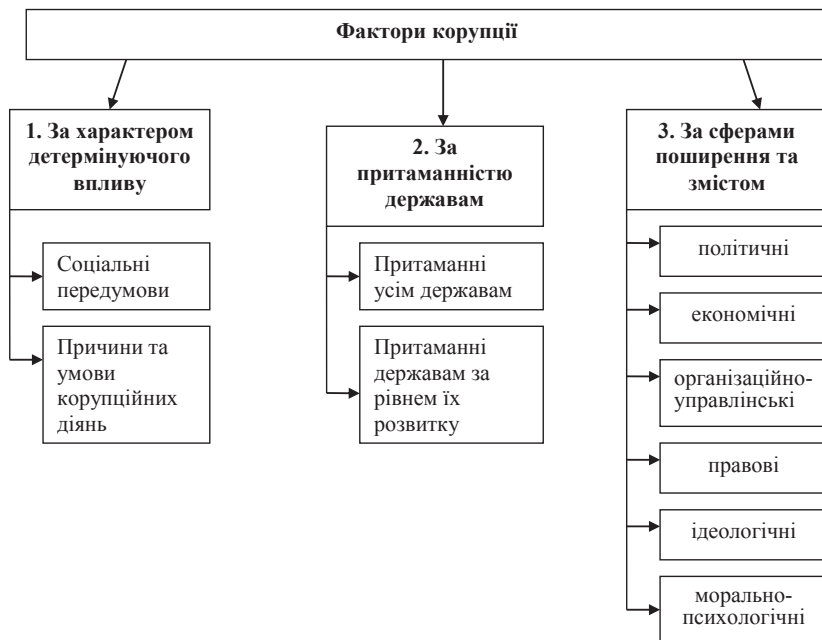 Фактори корупції
1. За характером
детермінуючого
впливу
Соціальні
передумови
Причини та
умови
корупційних
діянь
2. За
притаманністю
державам
Притаманні
усім державам
Притаманні
державам за
рівнем їх
розвитку
3. За сферами
поширення та
змістом
політичні
економічні
організаційно-
управлінські
правові
ідеологічні
морально-
психологічні